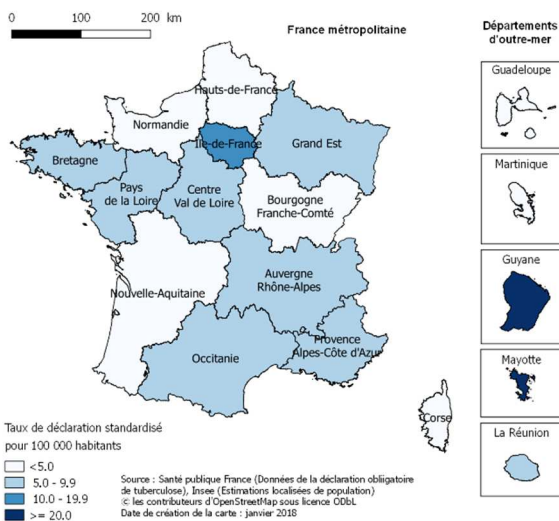 0 100 200 km
France métropolitaine
Départements
d'outre-mer
Guadeloupe
Hauts-de-France
Normandie
Île-de-France
Grand Est
Bretagne
Martinique
Pays
de la Loire
Centre
Val de Loire
Bourgogne
Franche-Comté
Guyane
Auvergne
Rhône-Alpes
Nouvelle-Aquitaine
Provence
Alpes-Côte d'Azur
Occitanie
Mayotte
Corse
La Réunion
Taux de déclaration standardisé
pour 100 000 habitants
<5.0
5.0 - 9.9
10.0 - 19.9
>= 20.0
Source : Santé publique France (Données de la déclaration obligatoire
de tuberculose), Insee (Estimations localisées de population)
© les contributeurs d'OpenStreetMap sous licence ODbL
Date de création de la carte : janvier 2018